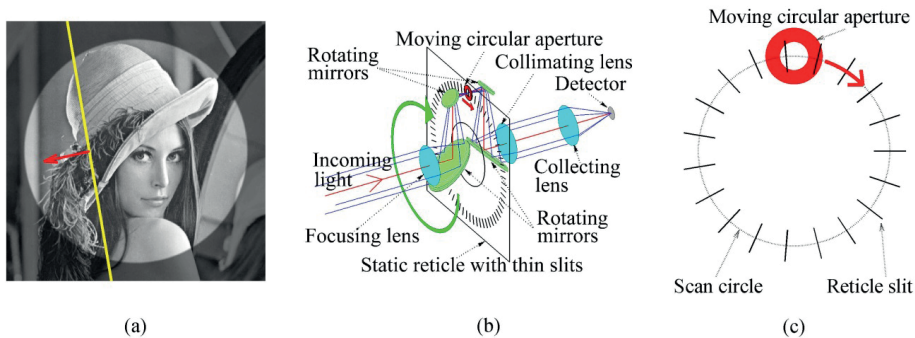 Moving circular aperture
Rotating
mirrors
Collimating lens
Detector
Incoming
light
Collecting
lens
Focusing lens
Rotating
mirrors
Static reticle with thin slits
Moving circular aperture
Scan circle
Reticle slit
(a)
(b)
(c)